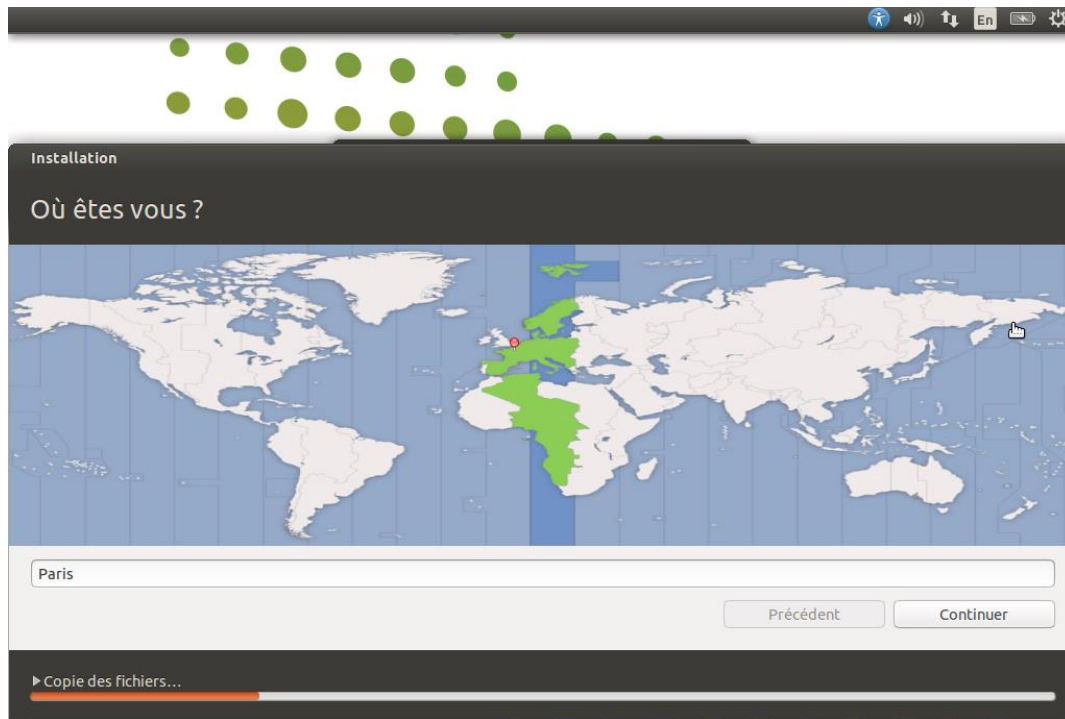 En
Installation
Où êtes vous ?
Paris
Précédent
Continuer
Copie des fichiers...